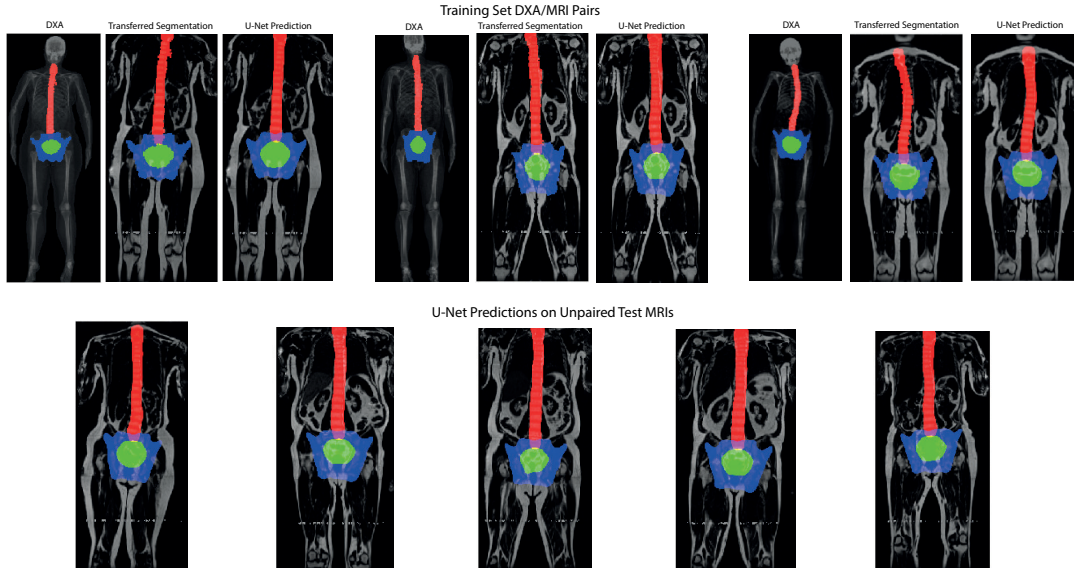 Training Set DXA/MRI Pairs
DXA
Transferred Segmentation
U-Net Prediction
DXA
Transferred Segmentation
U-Net Prediction
DXA
Transferred Segmentation
U-Net Prediction
U-Net Predictions on Unpaired Test MRIs